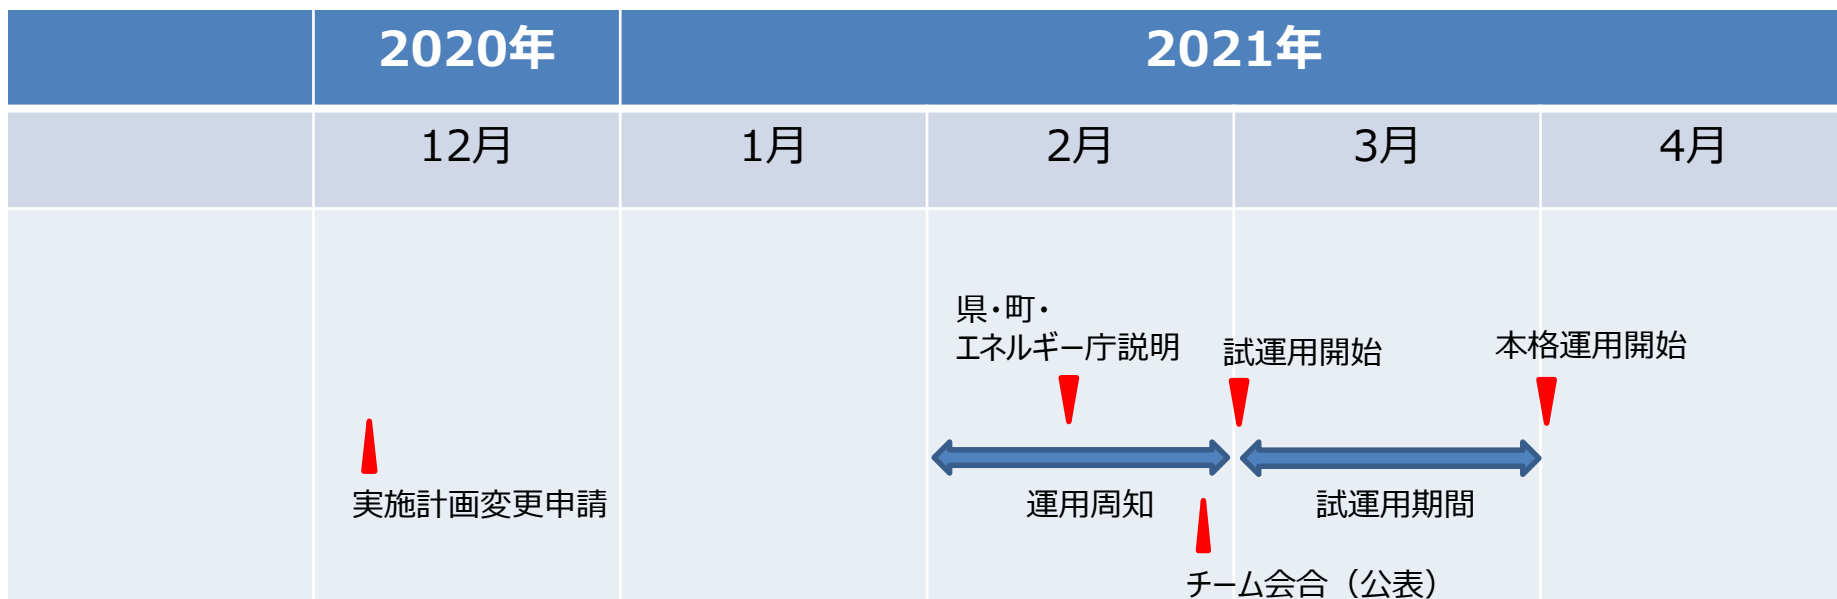 2020年
2021年
12月
1月
2月
3月
4月
県・町・
エネルギー庁説明
試運用開始
本格運用開始
実施計画変更申請
運用周知
試運用期間
チーム会合（公表）